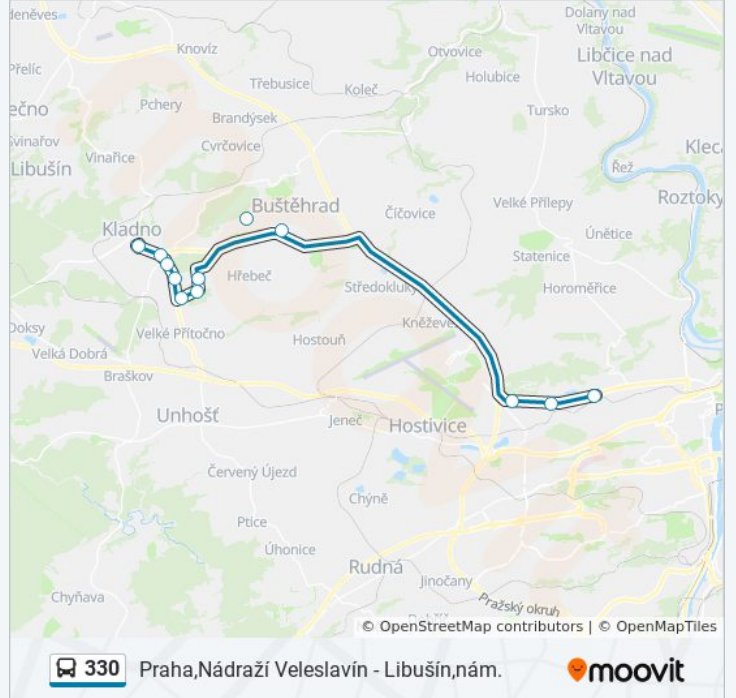 deněves
Dolany nad
Vltavou
Knovíz
Otvovice
Libčice nad
Vltavou
Přelíc
Třebusice
Koleč
Holubice
ečno
Pchery
Brandýsek
Tursko
Svinařov
Cvrčovice
Vinařice
Libušín
Řež
Buštěhrad
Číčovice
Velké Přílepy
Roztoky
Kladno
Únětice
Statenice
Hřebeč
Středokluky
Horoměřice
Kněževes
Doksy
Velké Přítočno
Hostouň
Velká Dobrá
Braškov
Unhošť
Jeneč
Hostivice
P
Červený Újezd
Chýně
Ptice
Úhonice
Rudná
Jinočany
Chyňava
Pražský okruh
© OpenStreetMap contributors | © OpenMapTiles
330 Praha,Nádraží Veleslavín - Libušín,nám.
moovit